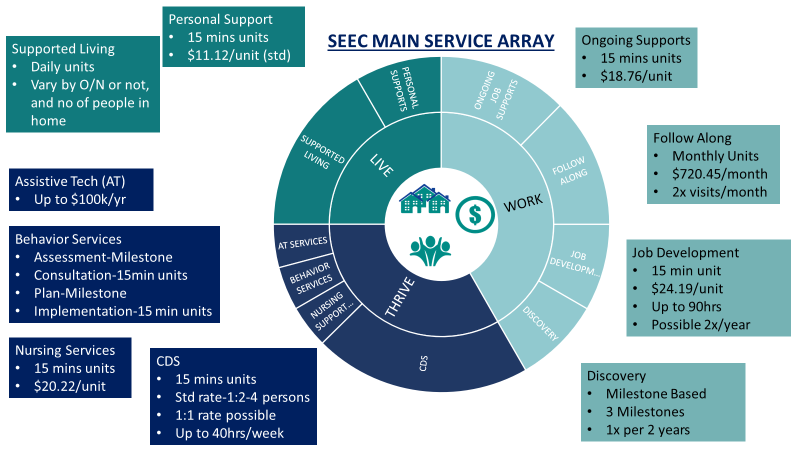 SEEC MAIN SERVICE ARRAY
Personal Support
• 15 mins units
• $11.12/unit (std)
Supported Living
• Daily units
• Vary by O/N or not,
and no of people in
home
Assistive Tech (AT)
• Up to $100k/yr
Behavior Services
• Assessment-Milestone
• Consultation-15min units
• Plan-Milestone
• Implementation-15 min units
Nursing Services
• 15 mins units
• $20.22/unit
CDS
• 15 mins units
• Std rate-1:2-4 persons
• 1:1 rate possible
• Up to 40hrs/week
Ongoing Supports
• 15 mins units
• $18.76/unit
Follow Along
• Monthly Units
• $720.45/month
• 2x visits/month
Job Development
• 15 min unit
• $24.19/unit
• Up to 90hrs
• Possible 2x/year
Discovery
• Milestone Based
• 3 Milestones
• 1x per 2 years
PERSONAL
SUPPORTS
SUPPORTED
LIVING
LIVE
ONGOING
JOB
SUPPORTS
FOLLOW
ALONG
WORK
JOB
DEVELOPM...
DISCOVERY
AT SERVICES
BEHAVIOR
SERVICES
NURSING
SUPPORT...
THRIVE
CDS
$